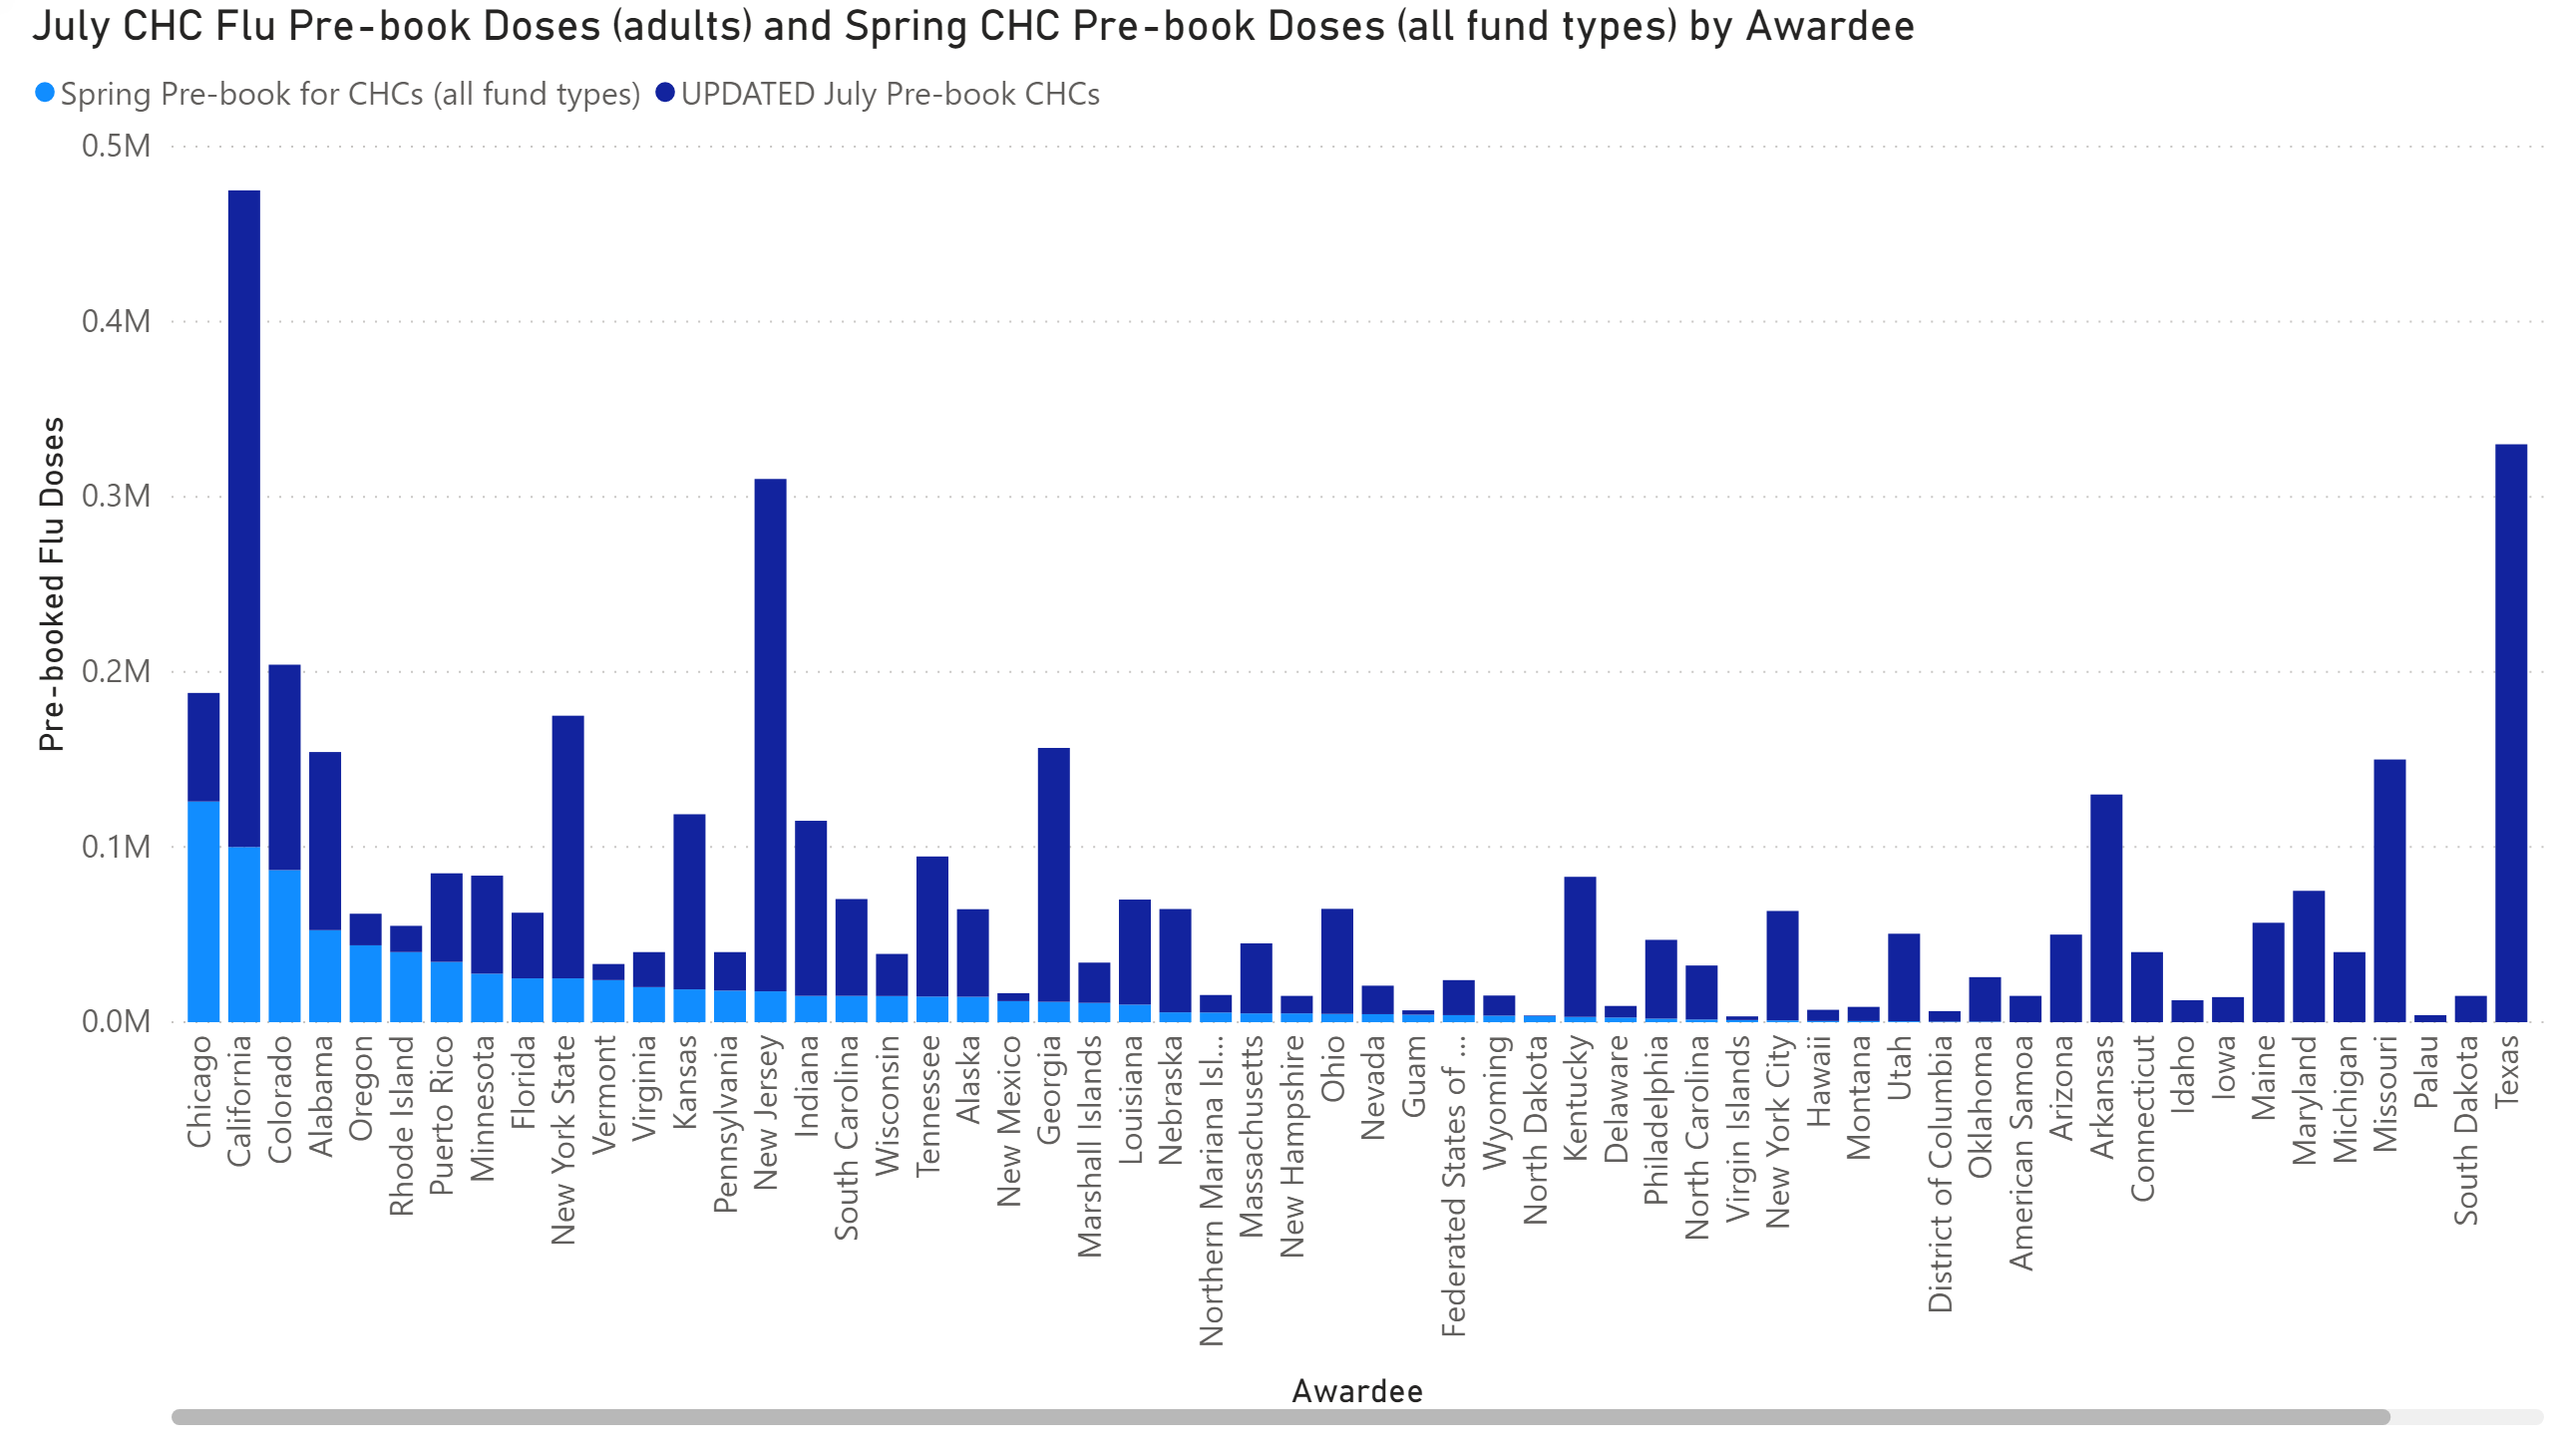 July CHC Flu Pre-book Doses (adults) and Spring CHC Pre-book Doses (all fund types) by Awardee
Spring Pre-book for CHCs (all fund types) UPDATED July Pre-book CHCs
Pre-booked Flu Doses
0.5M
0.4M
0.3M
0.2M
0.1M
0.0M
Chicago
California
Colorado
Alabama
Oregon
Rhode Island
Puerto Rico
Minnesota
Florida
New York State
Vermont
Virginia
Kansas
Pennsylvania
New Jersey
Indiana
South Carolina
Wisconsin
Tennessee
Alaska
New Mexico
Georgia
Marshall Islands
Louisiana
Nebraska
Northern Mariana Isl...
Massachusetts
New Hampshire
Ohio
Nevada
Guam
Federated States of ...
Wyoming
North Dakota
Kentucky
Delaware
Philadelphia
North Carolina
Virgin Islands
New York City
Hawaii
Montana
Utah
District of Columbia
Oklahoma
American Samoa
Arizona
Arkansas
Connecticut
Idaho
Iowa
Maine
Maryland
Michigan
Missouri
Palau
South Dakota
Texas
Awardee